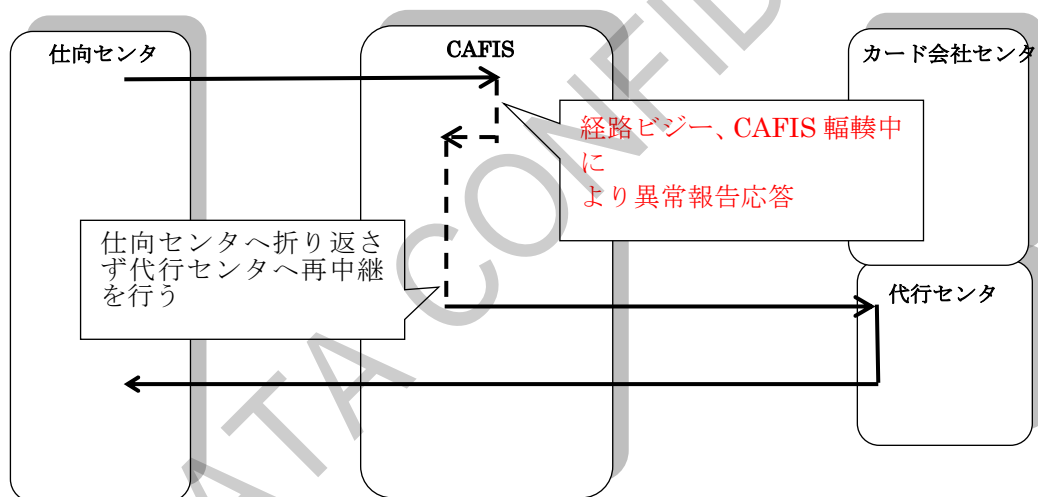 仕向センタ
CAFIS
カード会社センタ
経路ビジー、CAFIS 輻輳中
に
より異常報告応答
仕向センタへ折り返さ
ず代行センタへ再中継
を行う
代行センタ
ATA CONFID